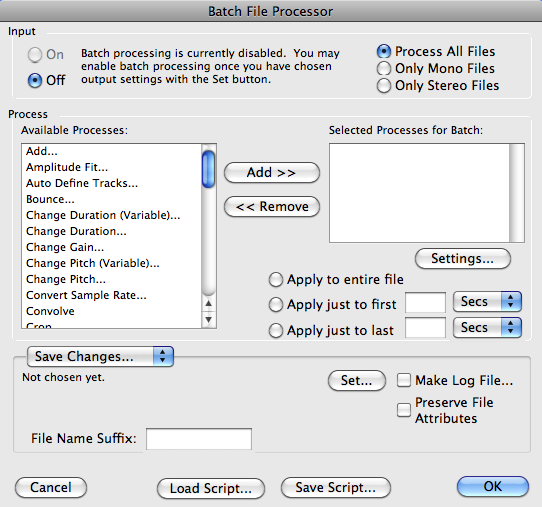 Batch File Processor
Input
On
Off
Batch processing is currently disabled. You may
enable batch processing once you have chosen
output settings with the Set button.
Process All Files
Only Mono Files
Only Stereo Files
Process
Available Processes:
Add...
Amplitude Fit...
Auto Define Tracks...
Bounce...
Change Duration (Variable)...
Change Duration...
Change Gain...
Change Pitch (Variable)...
Change Pitch...
Convert Sample Rate...
Convolve
Crop
Add >>
<< Remove
Selected Processes for Batch:
Settings...
Apply to entire file
Apply just to first
Secs
Apply just to last
Secs
Save Changes...
Not chosen yet.
Set...
Make Log File...
Preserve File
Attributes
File Name Suffix:
Cancel
Load Script...
Save Script...
OK